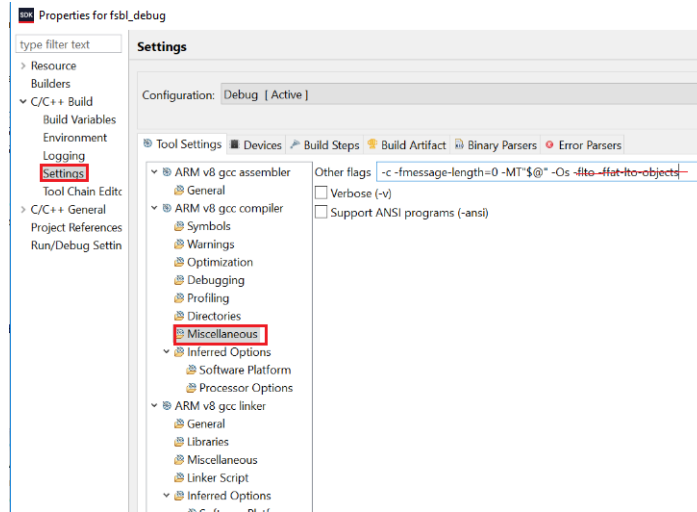 SDK Properties for fsbl_debug
type filter text
Resource
Builders
C/C++ Build
Build Variables
Environment
Logging
Settings
Tool Chain Editc
C/C++ General
Project References
Run/Debug Settin
Settings
Configuration: Debug [ Active ]
Tool Settings Devices Build Steps Build Artifact Binary Parsers Error Parsers
ARM v8 gcc assembler
General
ARM v8 gcc compiler
Symbols
Warnings
Optimization
Debugging
Profiling
Directories
Miscellaneous
Inferred Options
Software Platform
Processor Options
ARM v8 gcc linker
General
Libraries
Miscellaneous
Linker Script
Inferred Options
Other flags -c -fmessage-length=0 -MT"$@" -Os -flto -ffat-lto-objects
Verbose (-v)
Support ANSI programs (-ansi)